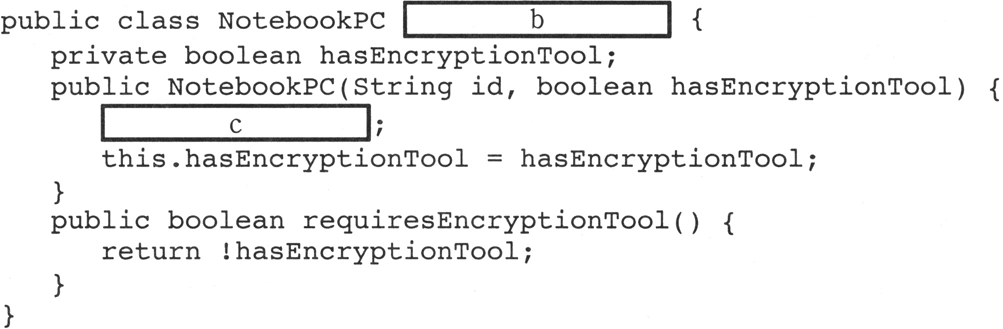 public class NotebookPC b {
private boolean hasEncryptionTool;
public NotebookPC(String id, boolean hasEncryptionTool) {
c ;
this.hasEncryptionTool = hasEncryptionTool;
}
public boolean requiresEncryptionTool() {
return !hasEncryptionTool;
}
}